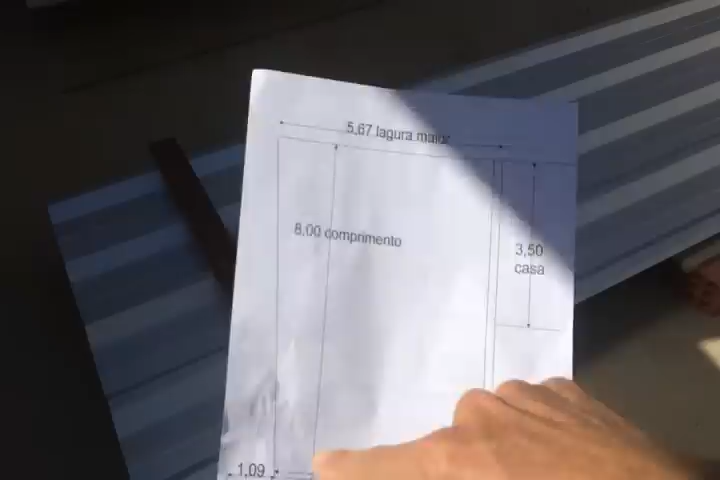 5,67 lagura maior
8,00 comprimento
3,50
casa
1,09